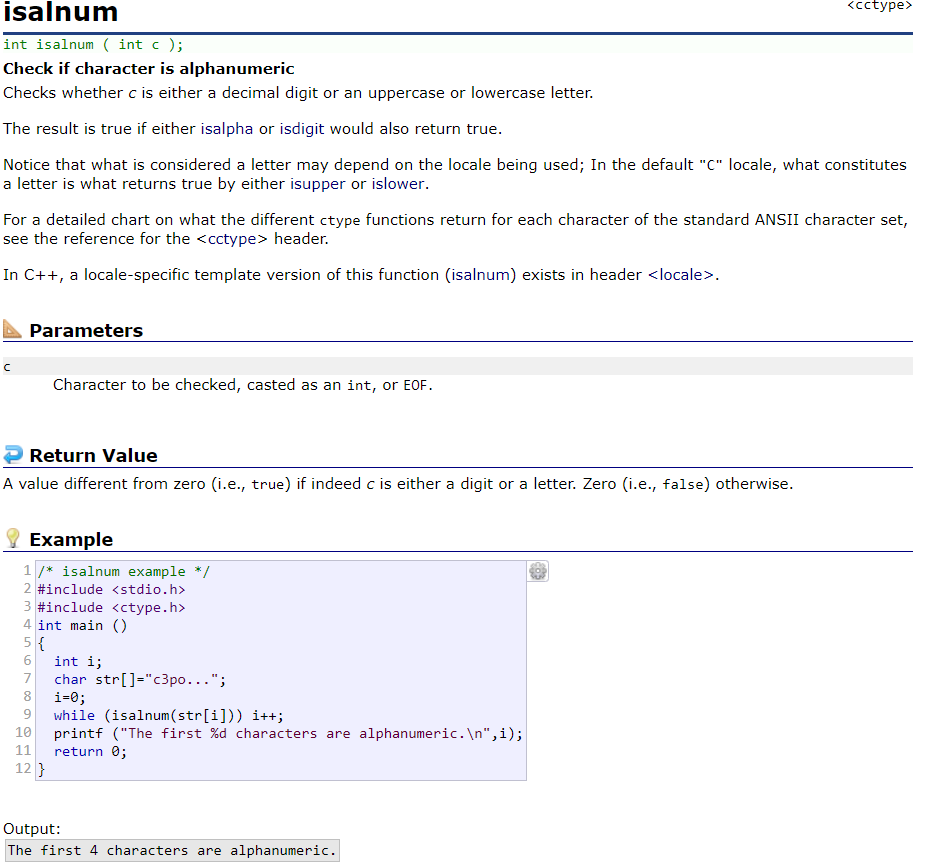 isalnum
<cctype>
int isalnum ( int c );
Check if character is alphanumeric
Checks whether c is either a decimal digit or an uppercase or lowercase letter.
The result is true if either isalpha or isdigit would also return true.
Notice that what is considered a letter may depend on the locale being used; In the default "C" locale, what constitutes
a letter is what returns true by either isupper or islower.
For a detailed chart on what the different ctype functions return for each character of the standard ANSII character set,
see the reference for the <cctype> header.
In C++, a locale-specific template version of this function (isalnum) exists in header <locale>.
Parameters
c
Character to be checked, casted as an int, or EOF.
Return Value
A value different from zero (i.e., true) if indeed c is either a digit or a letter. Zero (i.e., false) otherwise.
Example
1 /* isalnum example */
2 #include <stdio.h>
3 #include <ctype.h>
4 int main ()
5 {
6   int i;
7   char str[]="c3po...";
8   i=0;
9   while (isalnum(str[i])) i++;
10   printf ("The first %d characters are alphanumeric.\n",i);
11   return 0;
12 }
Output:
The first 4 characters are alphanumeric.